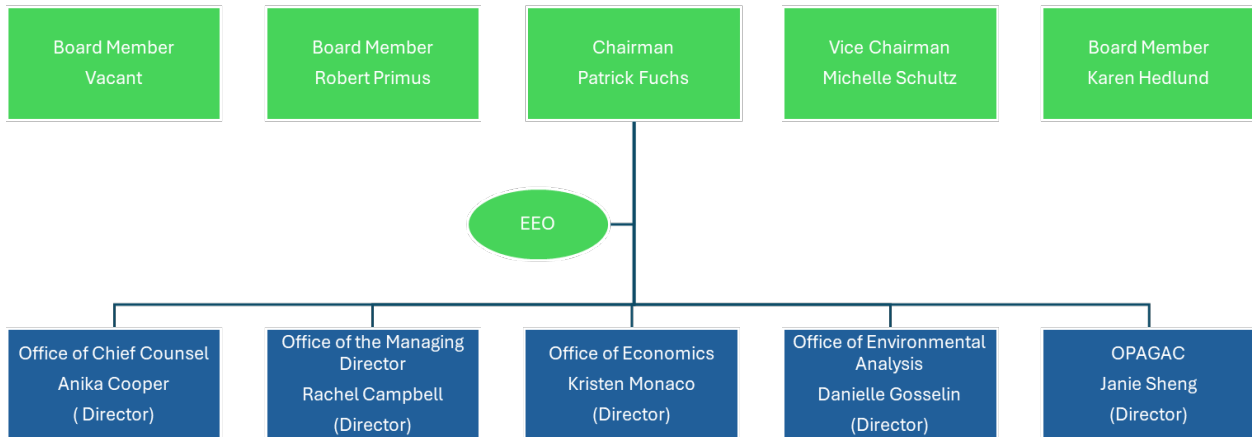 Board Member
Vacant
Board Member
Robert Primus
Chairman
Patrick Fuchs
Vice Chairman
Michelle Schultz
Board Member
Karen Hedlund
EEO
Office of Chief Counsel
Anika Cooper
( Director)
Office of the Managing
Director
Rachel Campbell
(Director)
Office of Economics
Kristen Monaco
(Director)
Office of Environmental
Analysis
Danielle Gosselin
(Director)
OPAGAC
Janie Sheng
(Director)